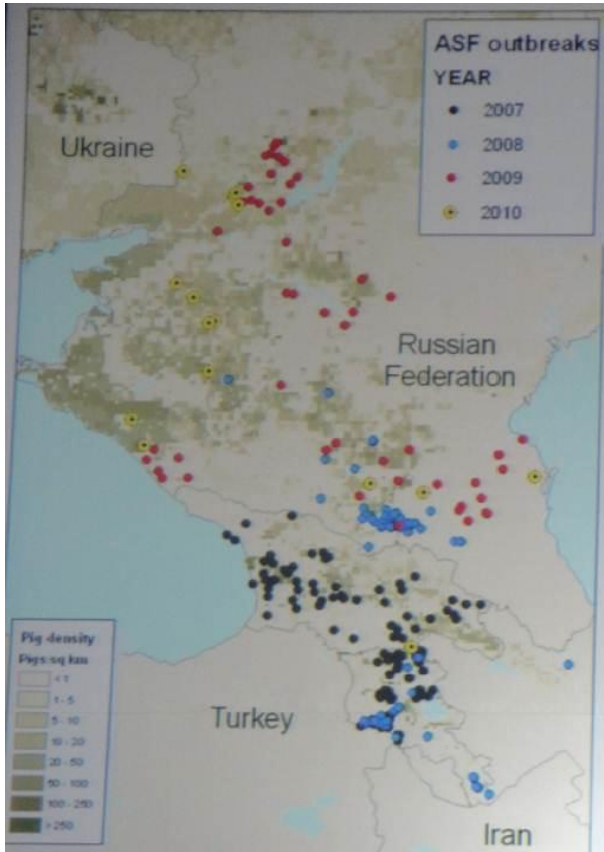 ASF outbreaks
YEAR
2007
2008
2009
2010
Ukraine
Russian
Federation
Pig density
Pigs/sq km
< 1
1 - 5
5 - 10
10 - 20
20 - 50
50 - 100
100 - 250
> 250
Turkey
Iran